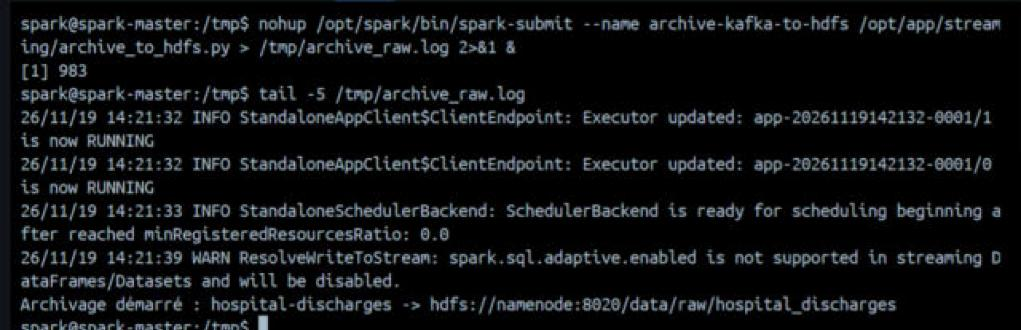 spark@spark-master:/tmp$ nohup /opt/spark/bin/spark-submit --name archive-kafka-to-hdfs /opt/app/stream
ing/archive_to_hdfs.py > /tmp/archive_raw.log 2>&1 &
[1] 983
spark@spark-master:/tmp$ tail -5 /tmp/archive_raw.log
26/11/19 14:21:32 INFO StandaloneAppClient$ClientEndpoint: Executor updated: app-20261119142132-0001/1
is now RUNNING
26/11/19 14:21:32 INFO StandaloneAppClient$ClientEndpoint: Executor updated: app-20261119142132-0001/0
is now RUNNING
26/11/19 14:21:33 INFO StandaloneSchedulerBackend: SchedulerBackend is ready for scheduling beginning a
fter reached minRegisteredResourcesRatio: 0.0
26/11/19 14:21:39 WARN ResolveWriteToStream: spark.sql.adaptive.enabled is not supported in streaming D
ataFrames/Datasets and will be disabled.
Archivage démarré : hospital-discharges -> hdfs://namenode:8020/data/raw/hospital_discharges
spark@spark-master:/tmp$